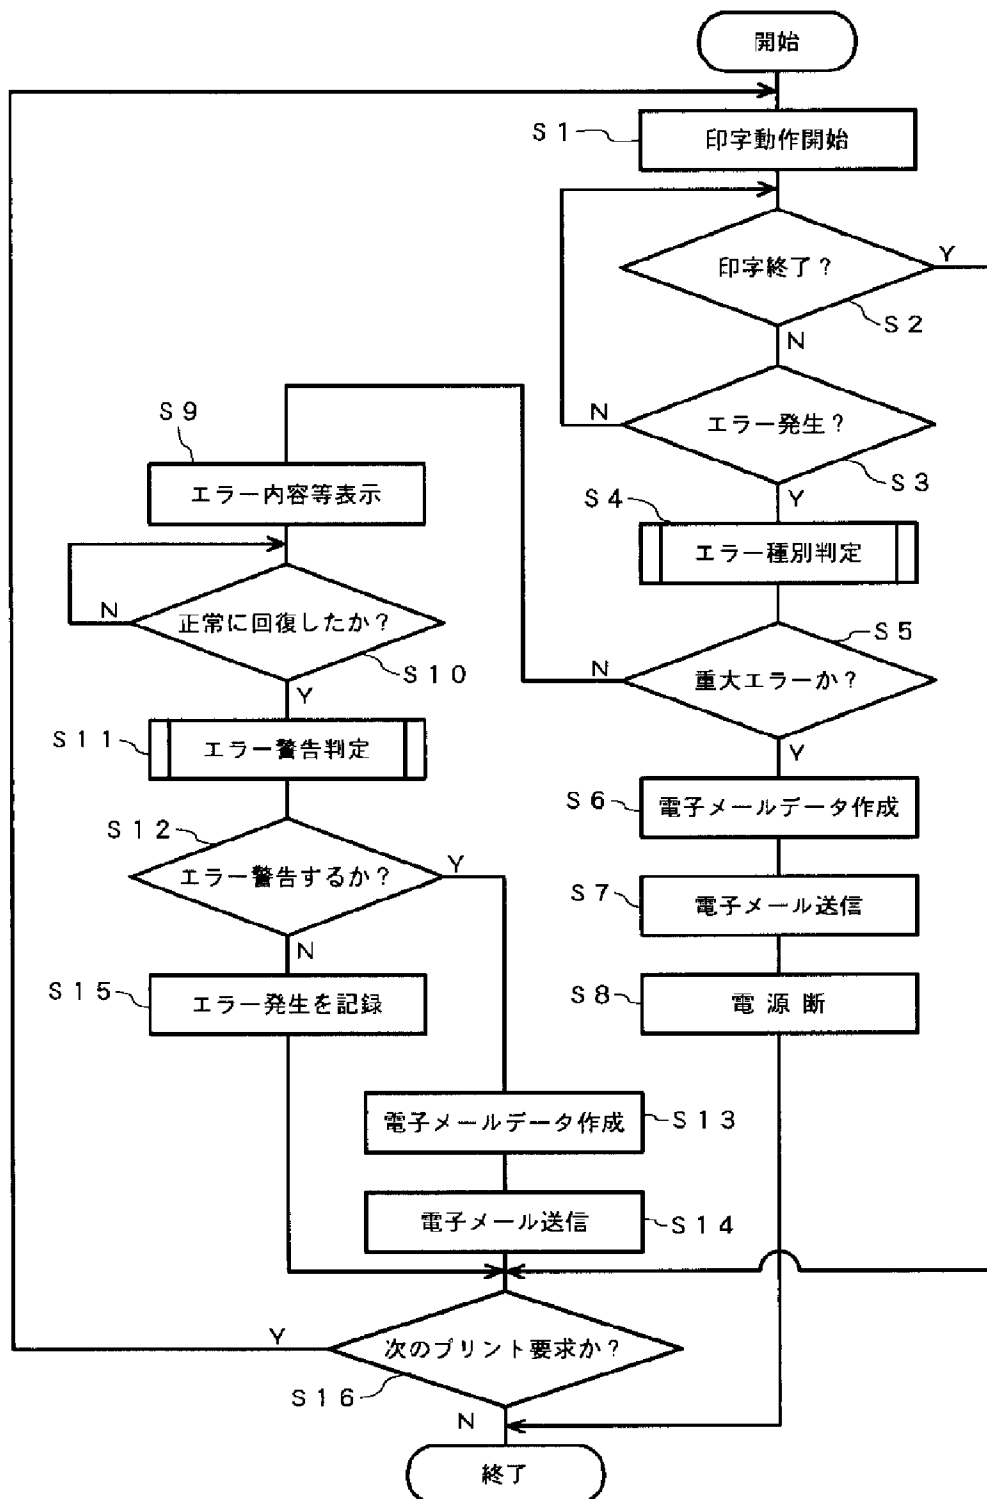 開始
S1
印字動作開始
印字終了?
Y
S2
N
エラー発生?
N
S3
Y
S9
エラー内容等表示
S4
エラー種別判定
正常に回復したか?
N
S10
Y
S5
重大エラーか?
N
Y
S11
エラー警告判定
S6
電子メールデータ作成
S12
エラー警告するか?
Y
N
S7
電子メール送信
S15
エラー発生を記録
S8
電源断
電子メールデータ作成
S13
電子メール送信
S14
Y
次のプリント要求か?
S16
N
終了